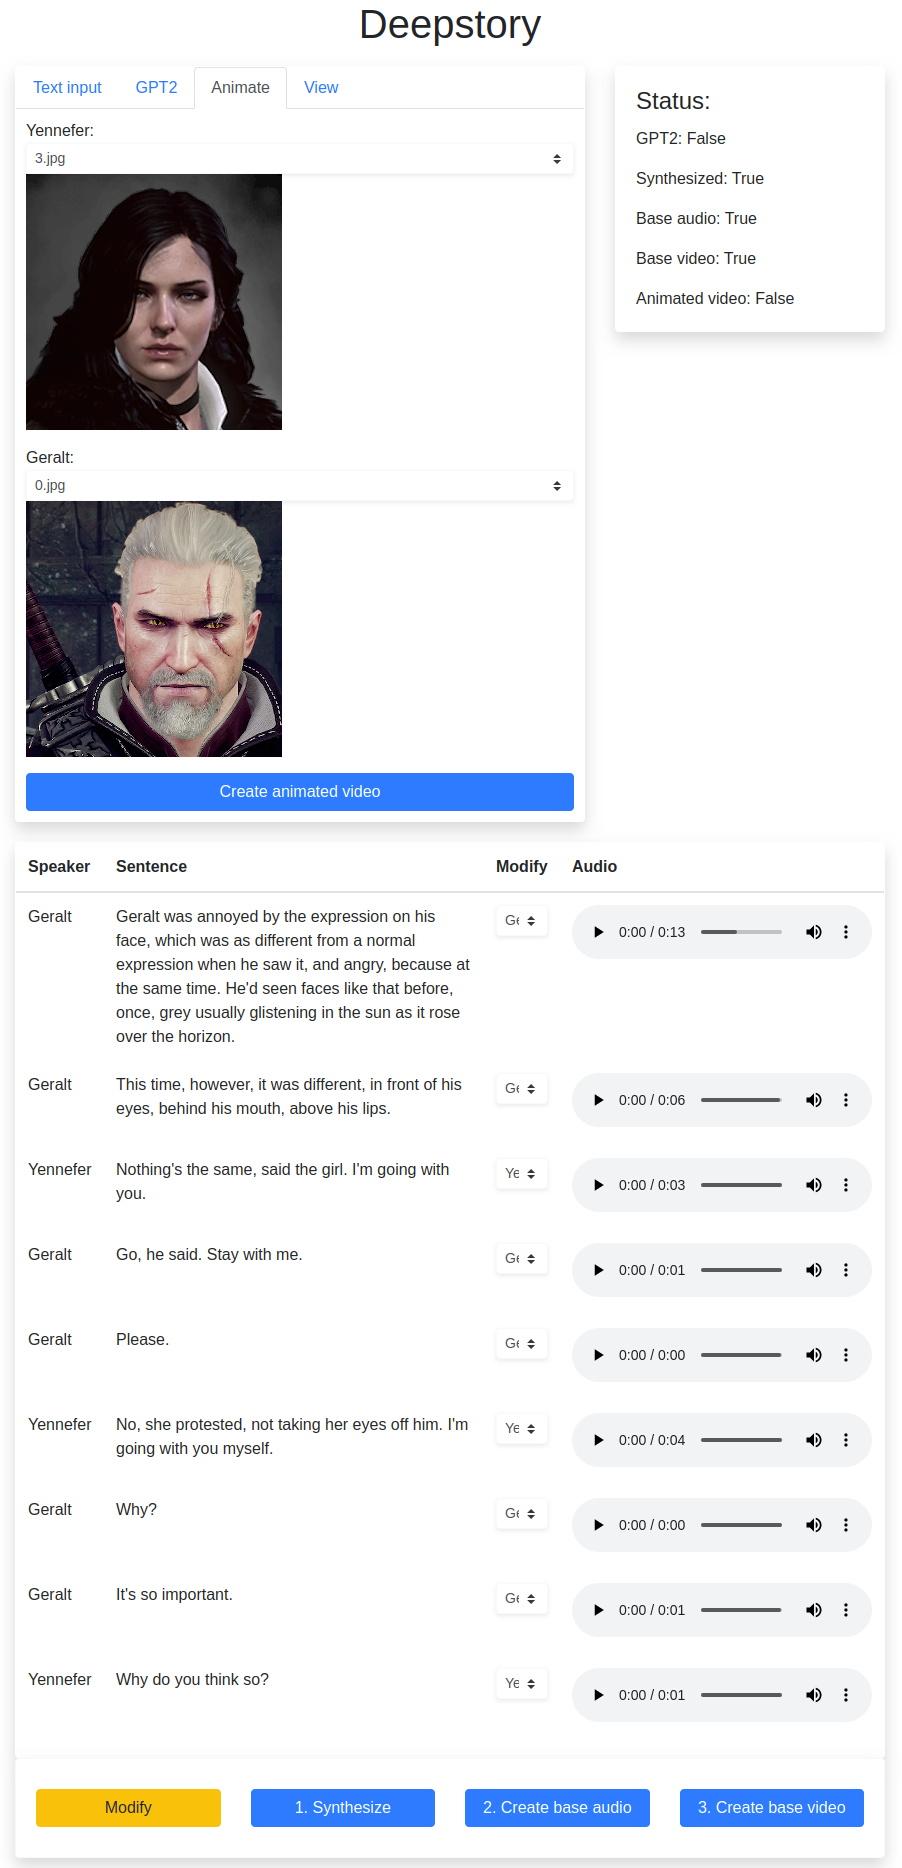 Deepstory
Text input GPT2 Animate View
Yennefer:
3.jpg
Geralt:
0.jpg
Create animated video
Status:
GPT2: False
Synthesized: True
Base audio: True
Base video: True
Animated video: False
Speaker Sentence Modify Audio
Geralt Geralt was annoyed by the expression on his Ge 0:00 / 0:13
face, which was as different from a normal
expression when he saw it, and angry, because at
the same time. He'd seen faces like that before,
once, grey usually glistening in the sun as it rose
over the horizon.
Geralt This time, however, it was different, in front of his Ge 0:00 / 0:06
eyes, behind his mouth, above his lips.
Yennefer Nothing's the same, said the girl. I'm going with Ye 0:00 / 0:03
you.
Geralt Go, he said. Stay with me. Ge 0:00 / 0:01
Geralt Please. Ge 0:00 / 0:00
Yennefer No, she protested, not taking her eyes off him. I'm Ye 0:00 / 0:04
going with you myself.
Geralt Why? Ge 0:00 / 0:00
Geralt It's so important. Ge 0:00 / 0:01
Yennefer Why do you think so? Ye 0:00 / 0:01
Modify 1. Synthesize 2. Create base audio 3. Create base video